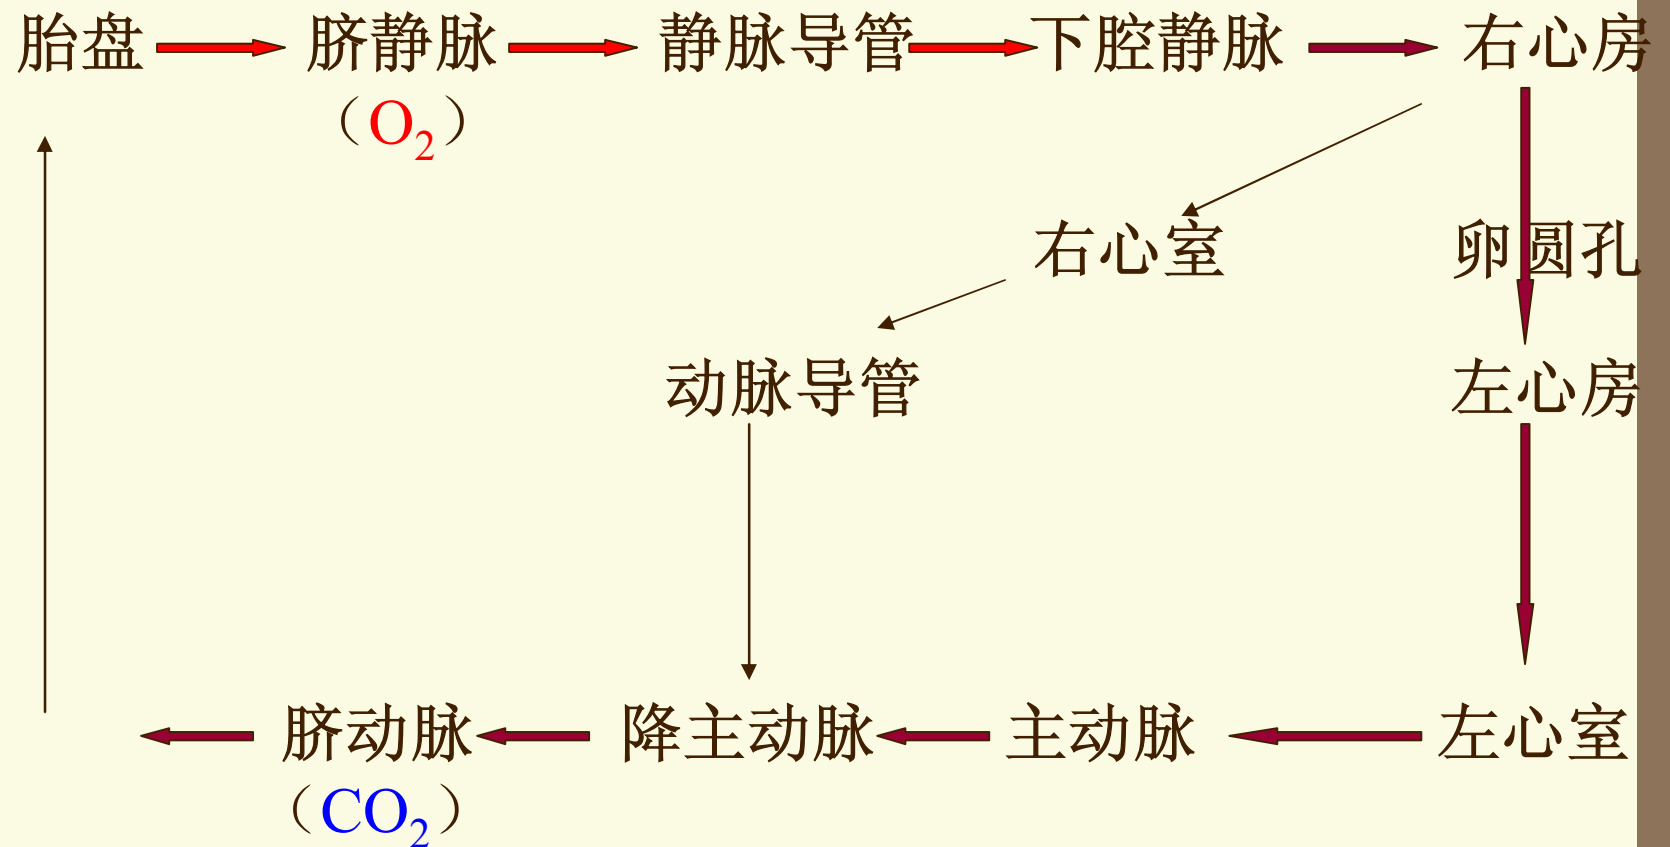 胎盘 脐静脉 静脉导管 下腔静脉 右心房
（O₂）
右心室 卵圆孔
动脉导管 左心房
脐动脉 降主动脉 主动脉 左心室
（CO₂）